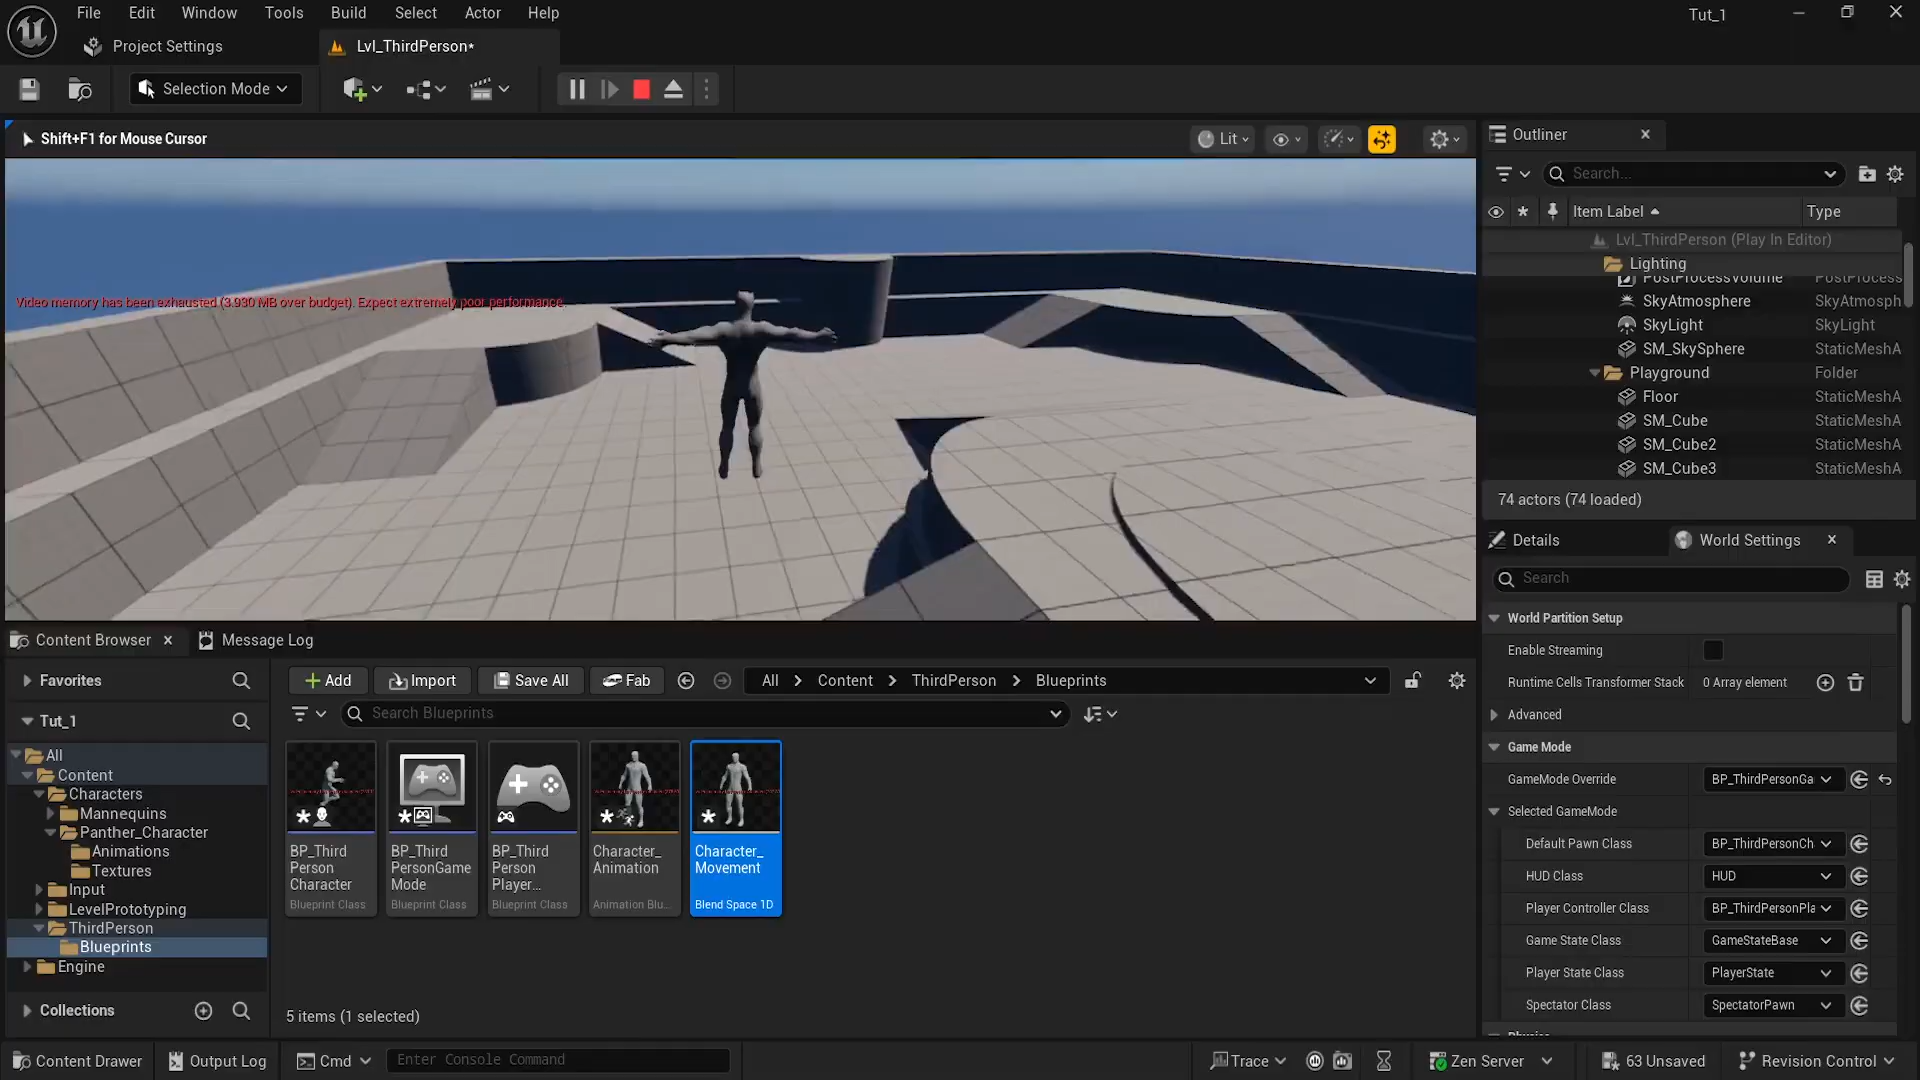 File Edit Window Tools Build Select Actor Help
Tut_1
Project Settings
Lvl_ThirdPerson*
Selection Mode
Shift+F1 for Mouse Cursor
Lit
Video memory has been exhausted (3.930 MB over budget). Expect extremely poor performance.
Outliner
Search...
Item Label Type
Lvl_ThirdPerson (Play In Editor)
Lighting
PostProcessVolume PostProcess
SkyAtmosphere SkyAtmosph
SkyLight SkyLight
SM_SkySphere StaticMeshA
Playground Folder
Floor StaticMeshA
SM_Cube StaticMeshA
SM_Cube2 StaticMeshA
SM_Cube3 StaticMeshA
74 actors (74 loaded)
Details
World Settings
Search
World Partition Setup
Enable Streaming
Runtime Cells Transformer Stack 0 Array element
Advanced
Game Mode
GameMode Override BP_ThirdPersonGa
Selected GameMode
Default Pawn Class BP_ThirdPersonCh
HUD Class HUD
Player Controller Class BP_ThirdPersonPla
Game State Class GameStateBase
Player State Class PlayerState
Spectator Class SpectatorPawn
Physics
Content Browser
Message Log
Favorites
Tut_1
All
Content
Characters
Mannequins
Panther_Character
Animations
Textures
Input
LevelPrototyping
ThirdPerson
Blueprints
Engine
Collections
Add Import Save All Fab
All > Content > ThirdPerson > Blueprints
Search Blueprints
BP_Third
Person
Character
Blueprint Class
BP_Third
PersonGame
Mode
Blueprint Class
BP_Third
Person
Player...
Blueprint Class
Character_
Animation
Animation Blu...
Character_
Movement
Blend Space 1D
5 items (1 selected)
Content Drawer
Output Log
Cmd
Enter Console Command
Trace
Zen Server
63 Unsaved
Revision Control